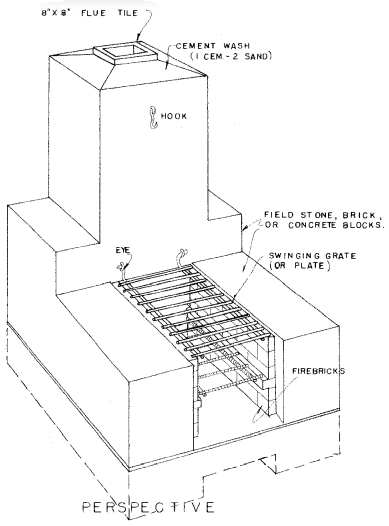 8"X 8" FLUE TILE
CEMENT WASH
(1 CEM - 2 SAND)
HOOK
FIELD STONE, BRICK,
OR CONCRETE BLOCKS.
EYE
SWINGING GRATE
(OR PLATE)
FIREBRICKS
PERSPECTIVE